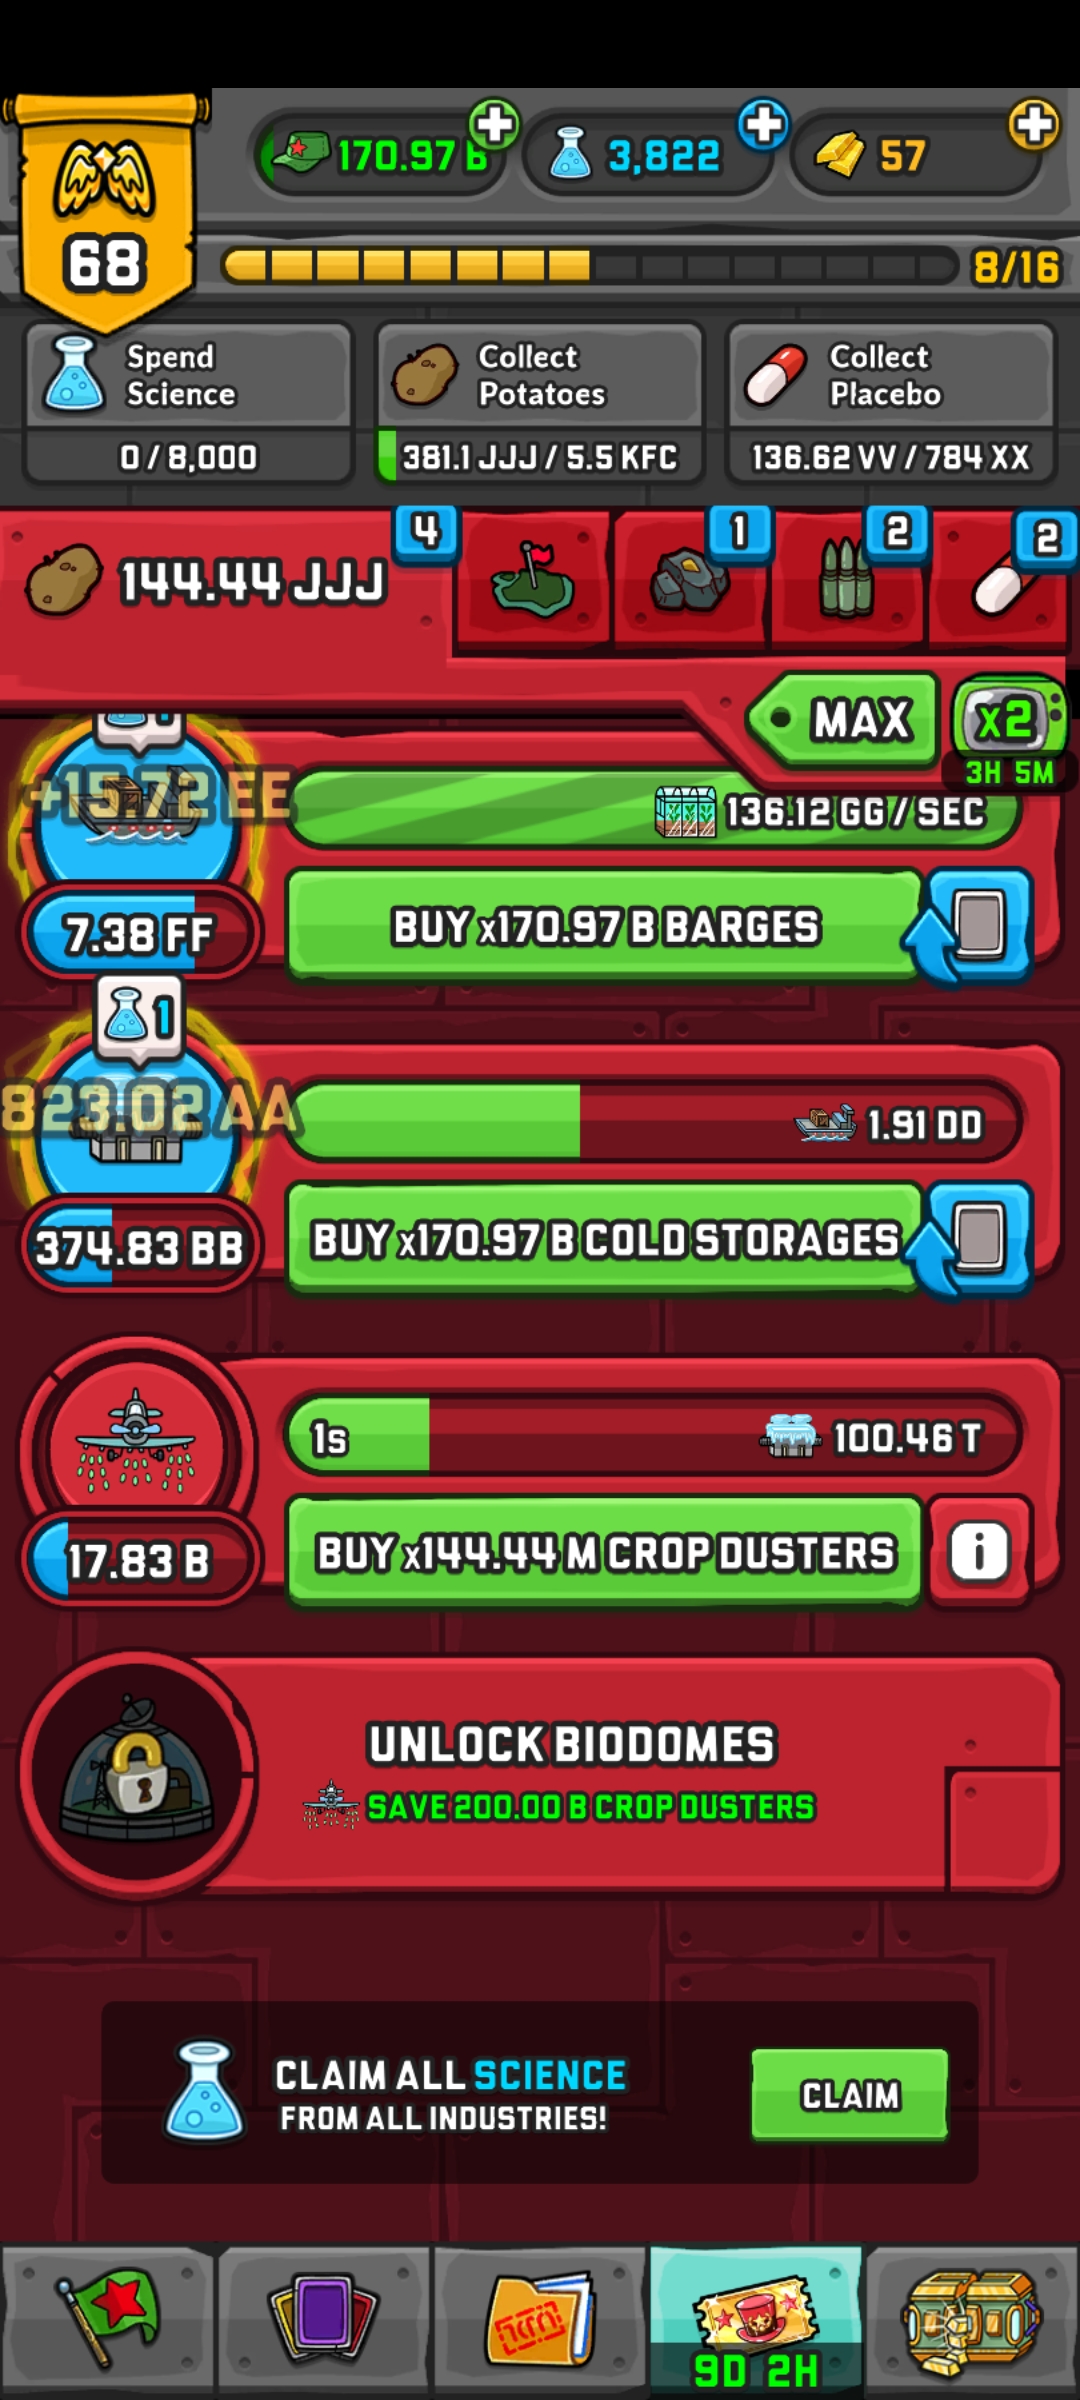 170.97 B
3,822
57
68
8/16
Spend
Science
0 / 8,000
Collect
Potatoes
381.1 JJJ / 5.5 KFC
Collect
Placebo
136.62 VV / 784 XX
144.44 JJJ
4
1
2
2
MAX
x2
3H 5M
+15.72 EE
136.12 GG / SEC
7.38 FF
BUY x170.97 B BARGES
1
823.02 AA
1.91 DD
374.83 BB
BUY x170.97 B COLD STORAGES
1s
100.46 T
17.83 B
BUY x144.44 M CROP DUSTERS
i
UNLOCK BIODOMES
SAVE 200.00 B CROP DUSTERS
CLAIM ALL SCIENCE
FROM ALL INDUSTRIES!
CLAIM
9D 2H